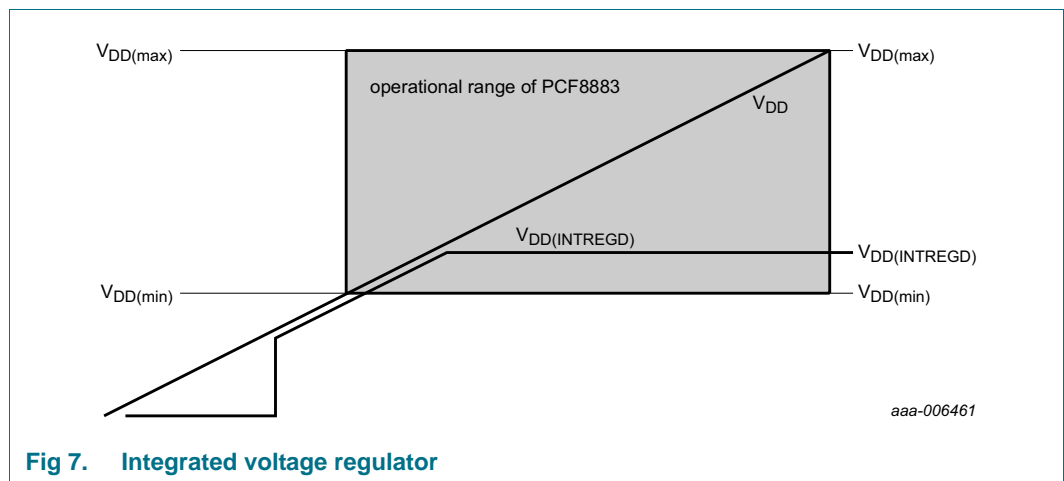 VDD(max)
VDD(max)
operational range of PCF8883
VDD
VDD(INTREGD)
VDD(INTREGD)
VDD(min)
VDD(min)
aaa-006461
Fig 7. Integrated voltage regulator